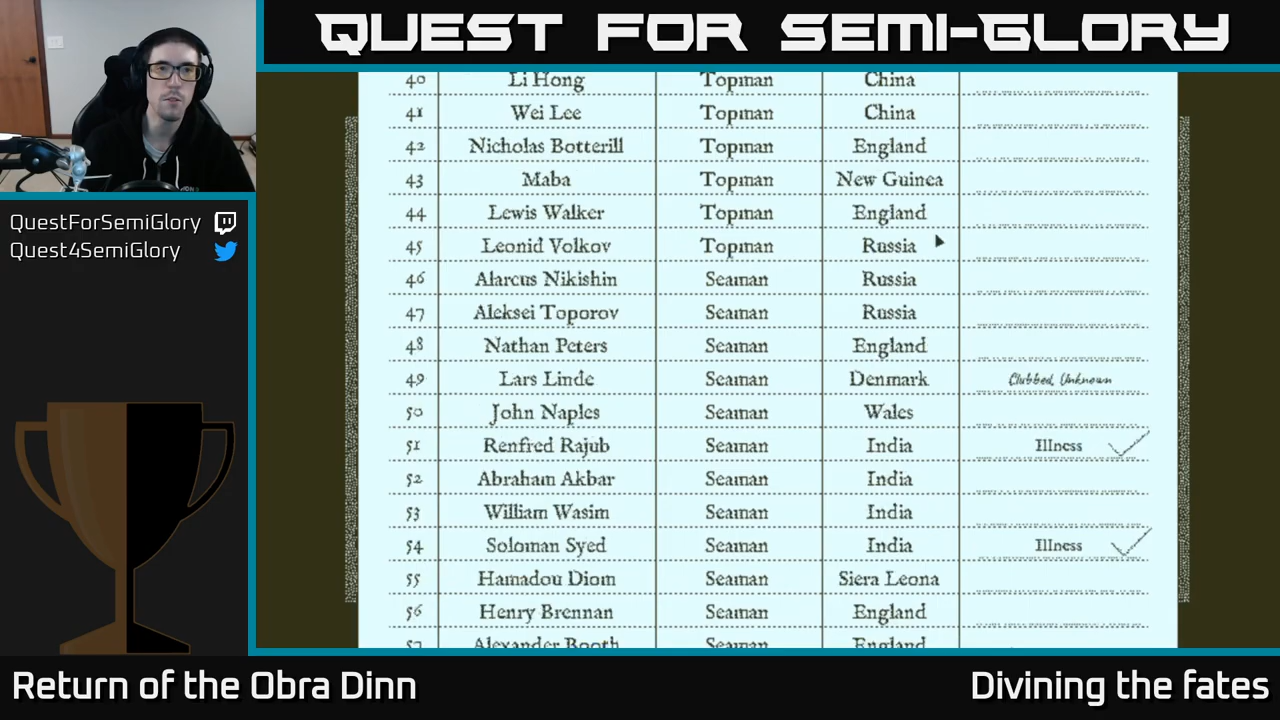 QUEST FOR SEMI-GLORY
QuestForSemiGlory
Quest4SemiGlory
40 Li Hong Topman China
41 Wei Lee Topman China
42 Nicholas Botterill Topman England
43 Maba Topman New Guinea
44 Lewis Walker Topman England
45 Leonid Volkov Topman Russia
46 Alarcus Nikishin Seaman Russia
47 Aleksei Toporov Seaman Russia
48 Nathan Peters Seaman England
49 Lars Linde Seaman Denmark Clubbed, Unknown
50 John Naples Seaman Wales
51 Renfred Rajub Seaman India Illness
52 Abraham Akbar Seaman India
53 William Wasim Seaman India
54 Soloman Syed Seaman India Illness
55 Hamadou Diom Seaman Siera Leona
56 Henry Brennan Seaman England
57 Alexander Booth Seaman England
Return of the Obra Dinn
Divining the fates